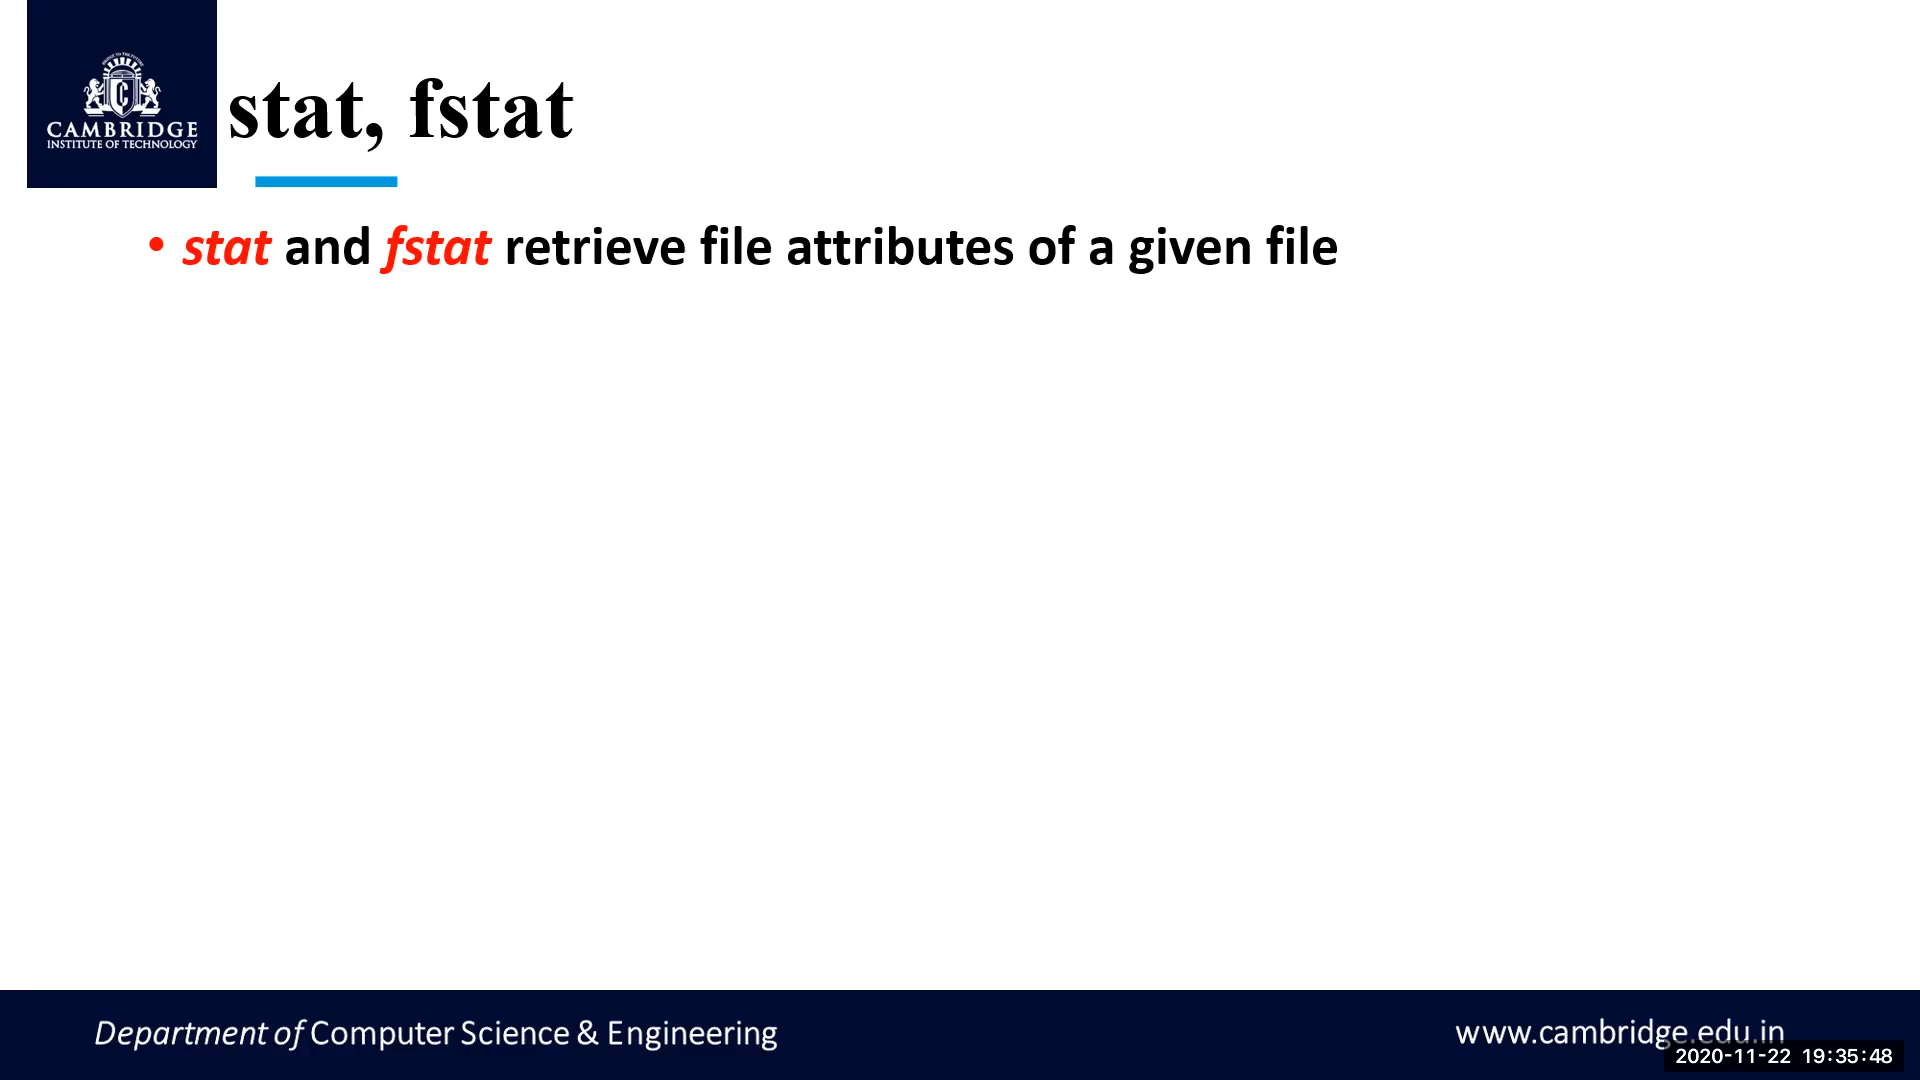 CAMBRIDGE
INSTITUTE OF TECHNOLOGY
stat, fstat
• stat and fstat retrieve file attributes of a given file
Department of Computer Science & Engineering
www.cambridge.edu.in
2020-11-22 19:35:48